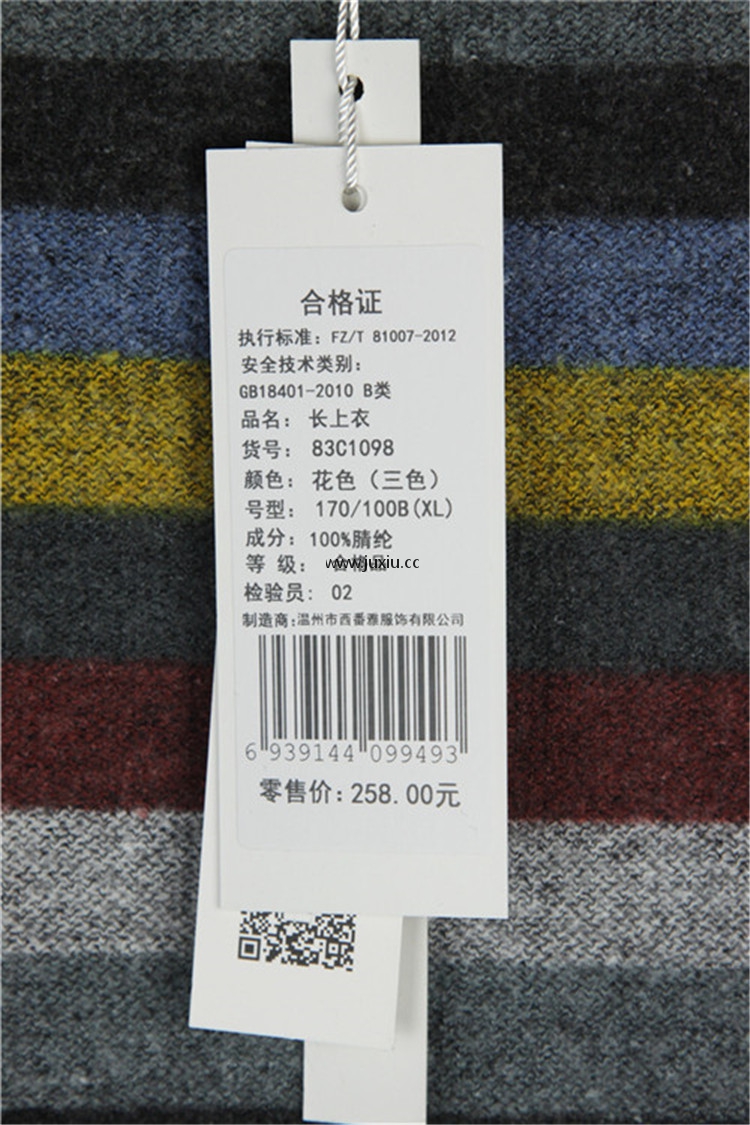 合格证
执行标准: FZ/T 81007-2012
安全技术类别:
GB18401-2010 B类
品名: 长上衣
货号: 83C1098
颜色: 花色（三色）
号型: 170/100B(XL)
成分: 100%腈纶
等 级: 合格品
www.juxiu.cc
检验员: 02
制造商:温州市西番雅服饰有限公司
6 939144 099493
零售价: 258.00元